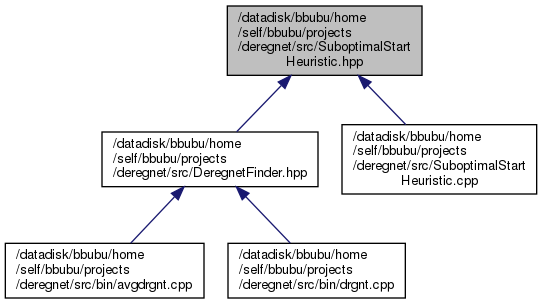 /datadisk/bbubu/home
/self/bbubu/projects
/deregnet/src/SuboptimalStart
Heuristic.hpp
/datadisk/bbubu/home
/self/bbubu/projects
/deregnet/src/DeregnetFinder.hpp
/datadisk/bbubu/home
/self/bbubu/projects
/deregnet/src/SuboptimalStart
Heuristic.cpp
/datadisk/bbubu/home
/self/bbubu/projects
/deregnet/src/bin/avgdrgnt.cpp
/datadisk/bbubu/home
/self/bbubu/projects
/deregnet/src/bin/drgnt.cpp